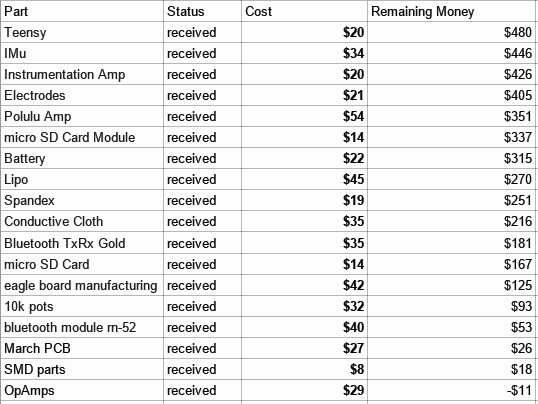 Part Status Cost Remaining Money
Teensy received $20 $480
IMu received $34 $446
Instrumentation Amp received $20 $426
Electrodes received $21 $405
Polulu Amp received $54 $351
micro SD Card Module received $14 $337
Battery received $22 $315
Lipo received $45 $270
Spandex received $19 $251
Conductive Cloth received $35 $216
Bluetooth TxRx Gold received $35 $181
micro SD Card received $14 $167
eagle board manufacturing received $42 $125
10k pots received $32 $93
bluetooth module rn-52 received $40 $53
March PCB received $27 $26
SMD parts received $8 $18
OpAmps received $29 -$11